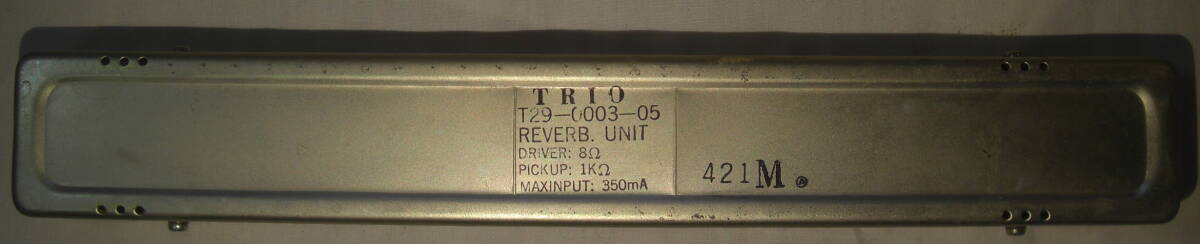 TRIO
T29-0003-05
REVERB. UNIT
DRIVER: 8Ω
PICKUP: 1KΩ
MAXINPUT: 350mA
421M Ⓐ